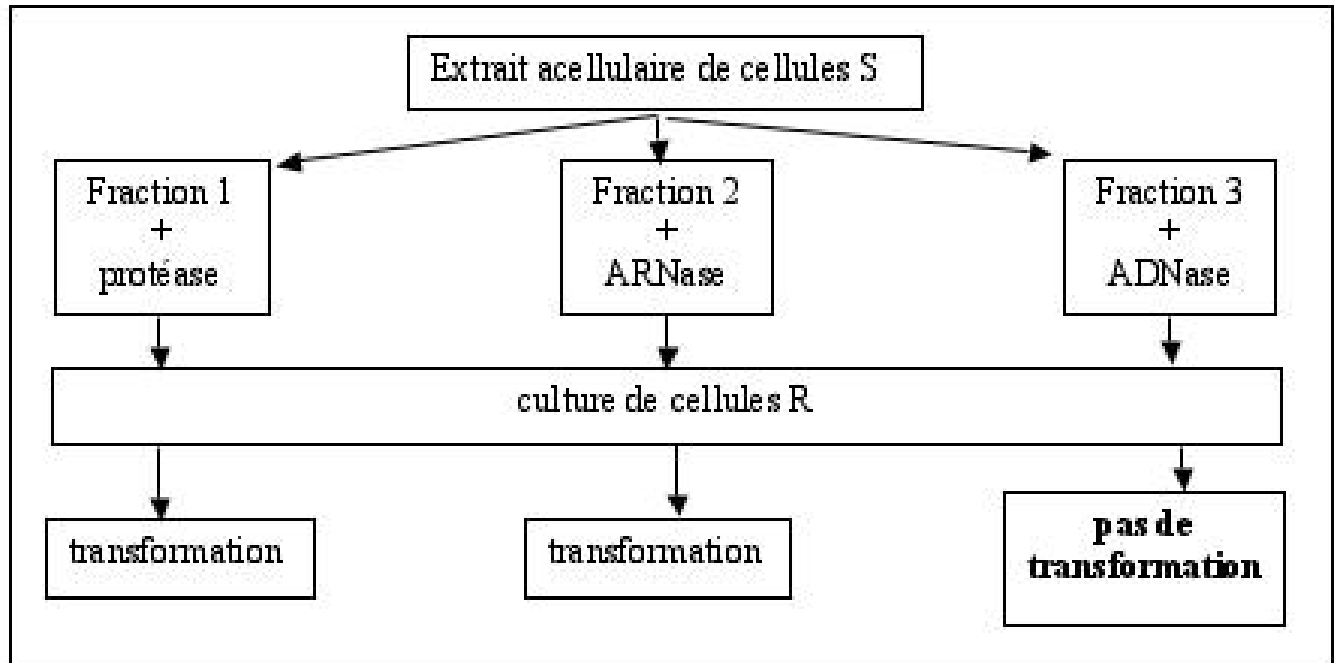 Extrait acellulaire de cellules S
Fraction 1
+
protéase
Fraction 2
+
ARNase
Fraction 3
+
ADNase
culture de cellules R
transformation
transformation
pas de
transformation